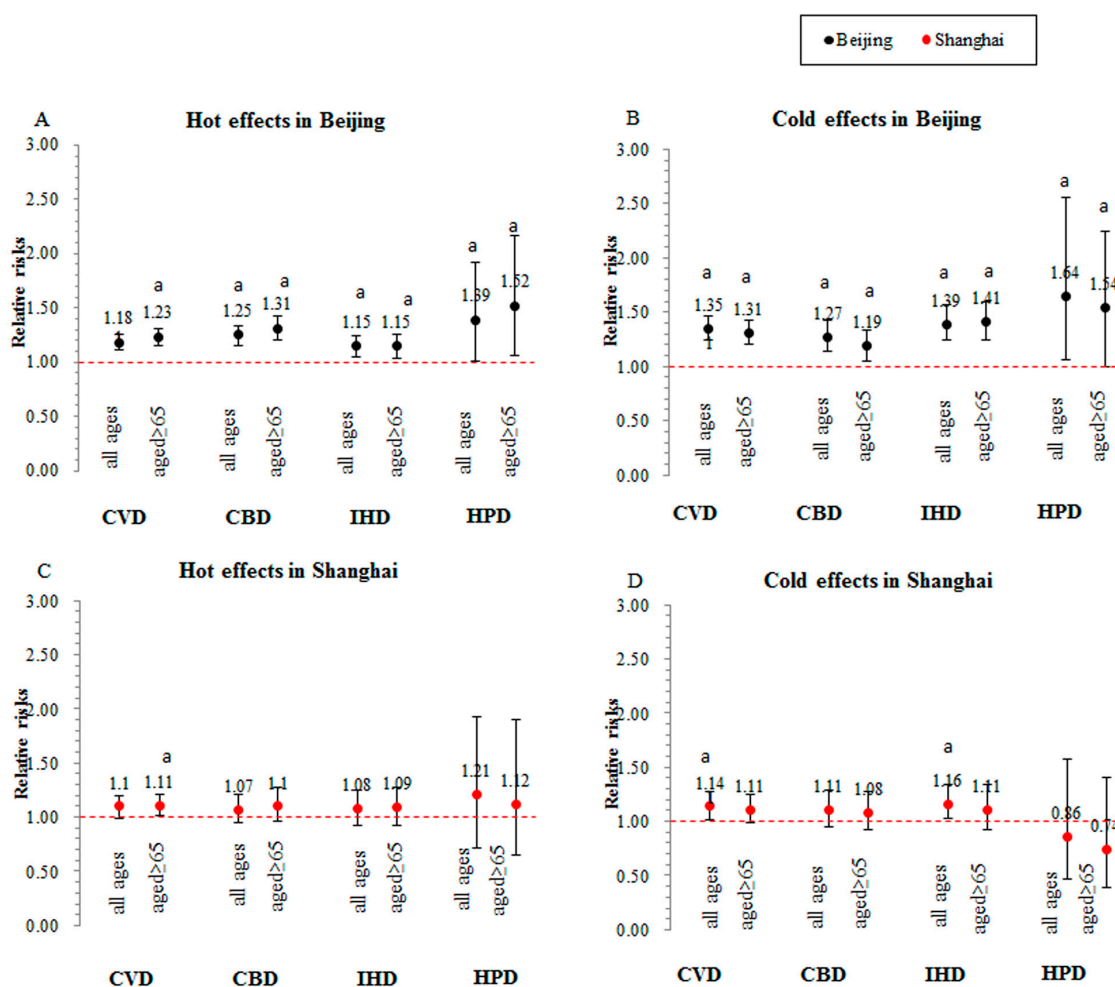 Beijing Shanghai
A Hot effects in Beijing
3.00
2.50
2.00
1.50
1.00
0.50
0.00
Relative risks
a a a a a a a
1.18 1.23 1.25 1.31 1.15 1.15 1.39 1.52
all ages aged≥65 all ages aged≥65 all ages aged≥65 all ages aged≥65
CVD CBD IHD HPD
B Cold effects in Beijing
3.00
2.50
2.00
1.50
1.00
0.50
0.00
Relative risks
a a a a a a a a
1.35 1.31 1.27 1.19 1.39 1.41 1.64 1.54
all ages aged≥65 all ages aged≥65 all ages aged≥65 all ages aged≥65
CVD CBD IHD HPD
C Hot effects in Shanghai
3.00
2.50
2.00
1.50
1.00
0.50
0.00
Relative risks
a
1.1 1.11 1.07 1.1 1.08 1.09 1.21 1.12
all ages aged≥65 all ages aged≥65 all ages aged≥65 all ages aged≥65
CVD CBD IHD HPD
D Cold effects in Shanghai
3.00
2.50
2.00
1.50
1.00
0.50
0.00
Relative risks
a a
1.14 1.11 1.11 1.08 1.16 1.11 0.86 0.74
all ages aged≥65 all ages aged≥65 all ages aged≥65 all ages aged≥65
CVD CBD IHD HPD